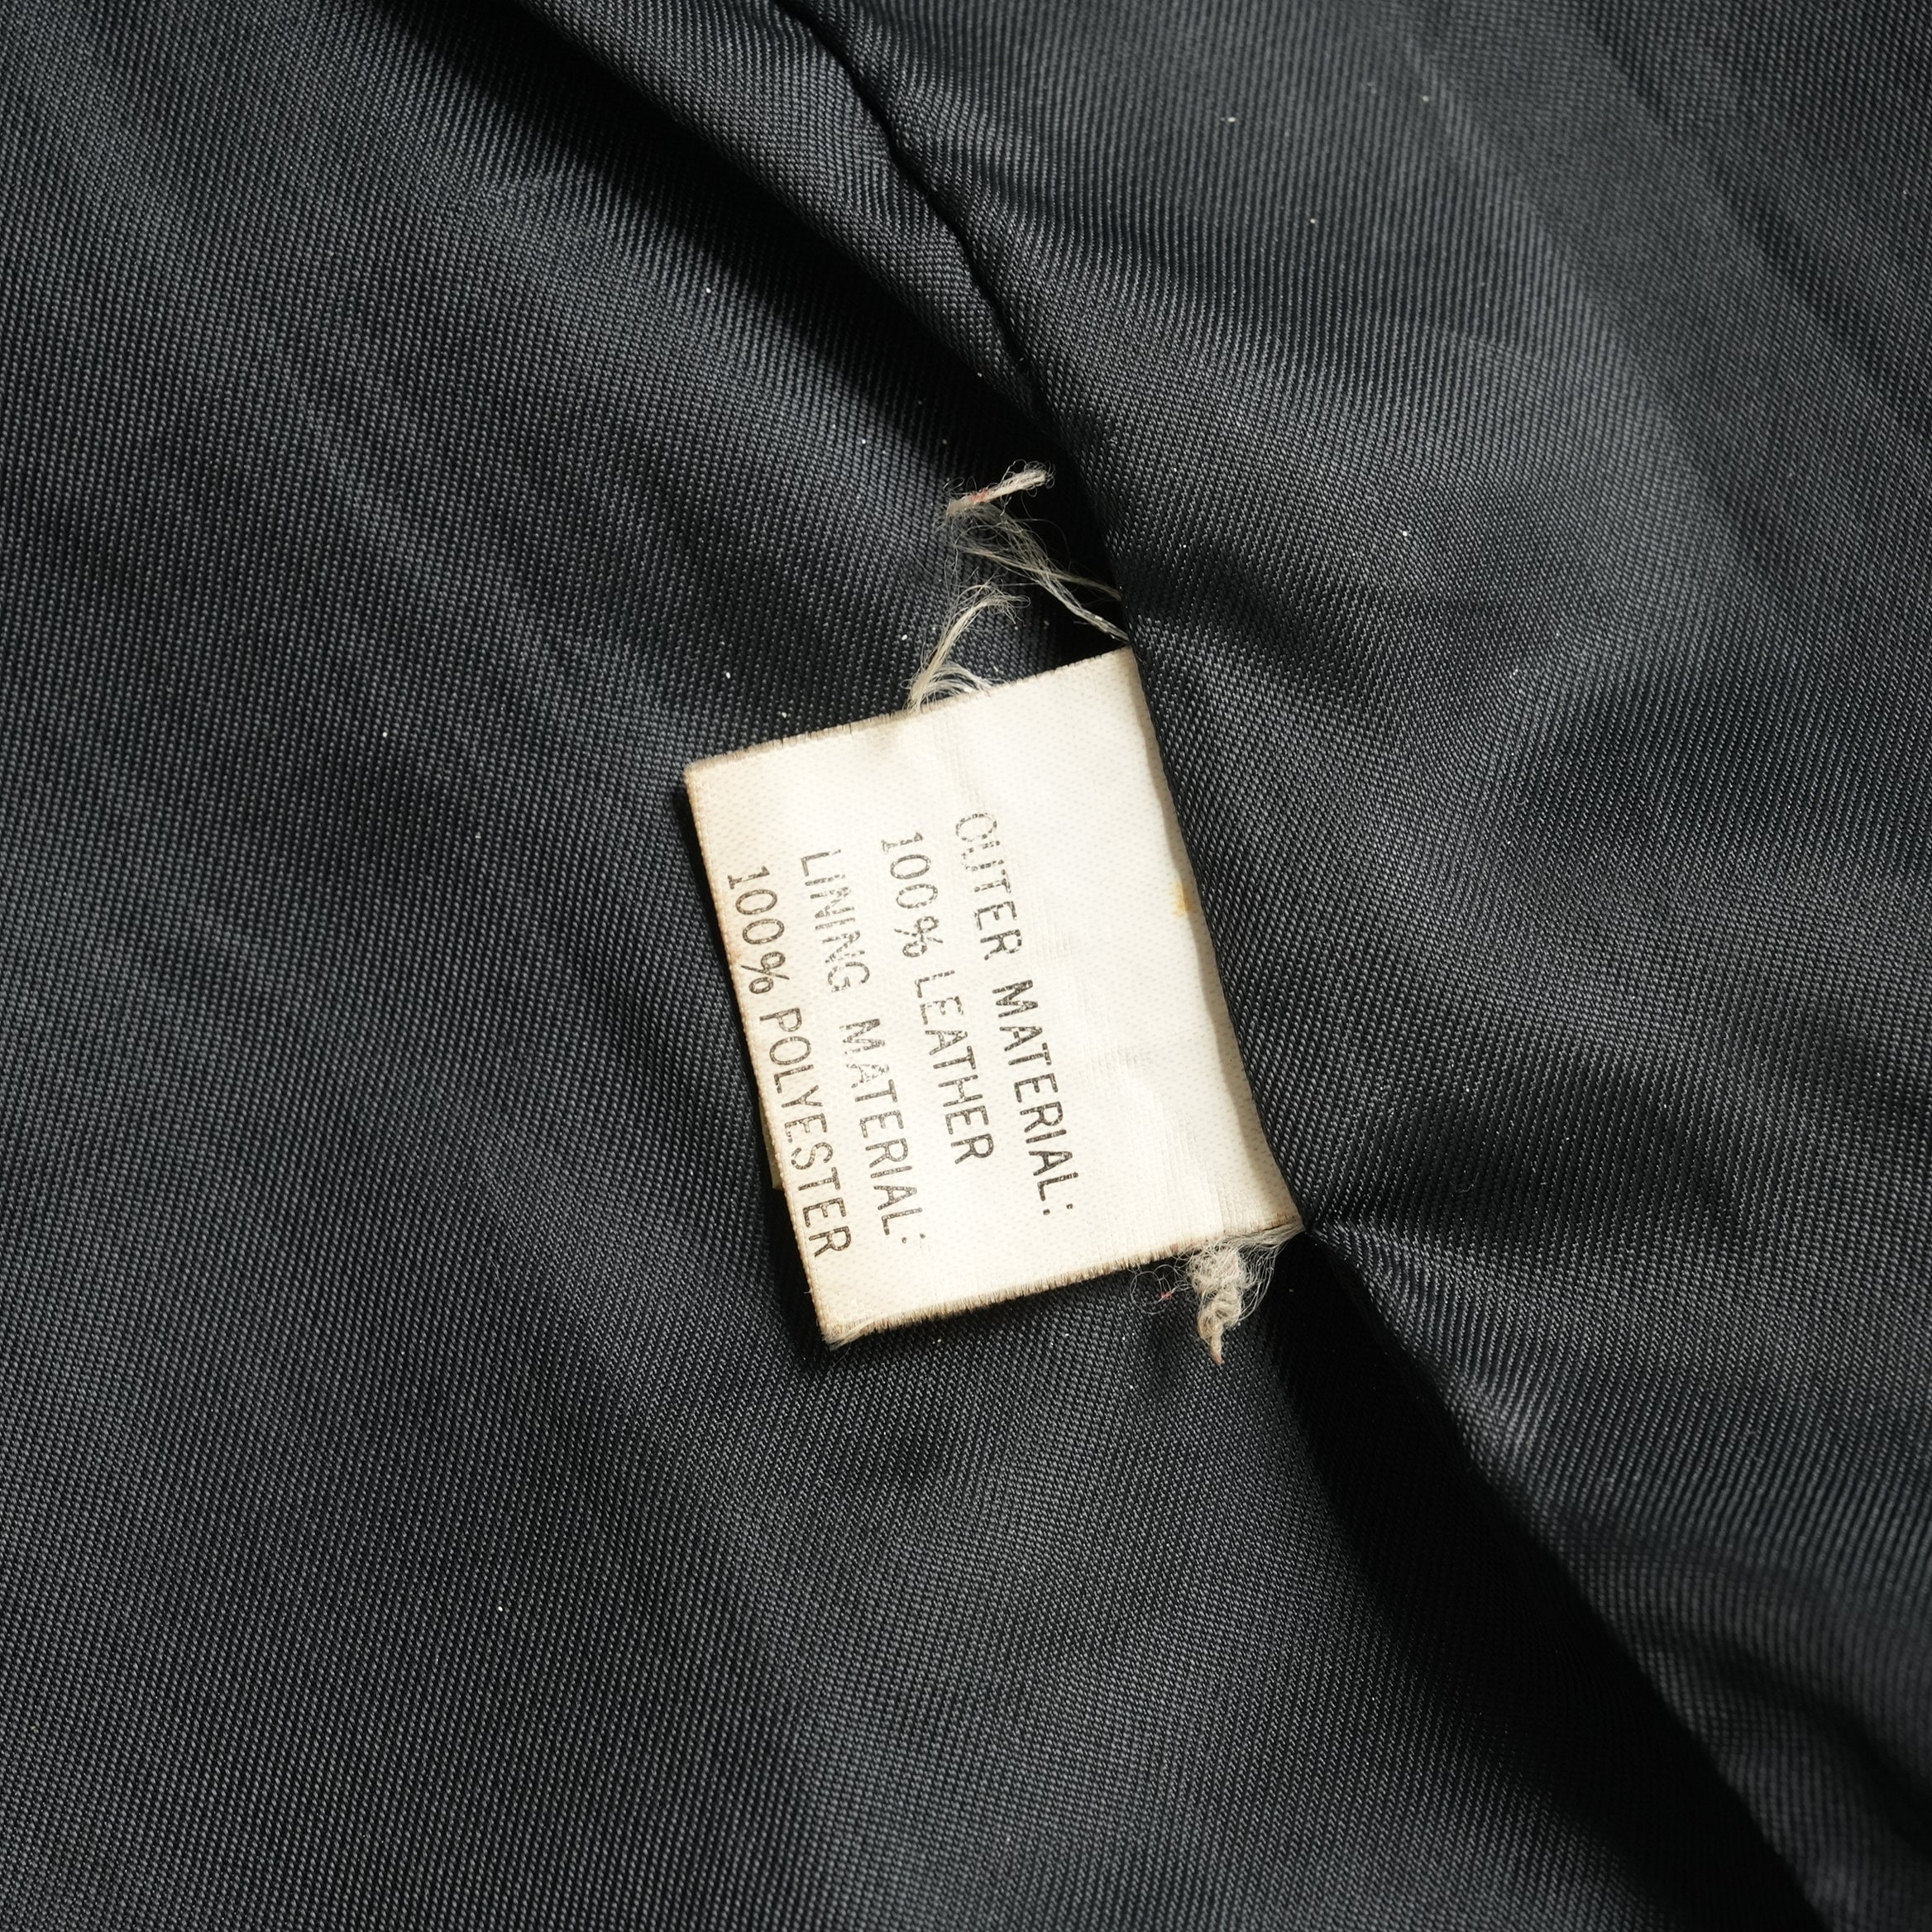 OUTER MATERIAL:
100% LEATHER
LINING MATERIAL:
100% POLYESTER